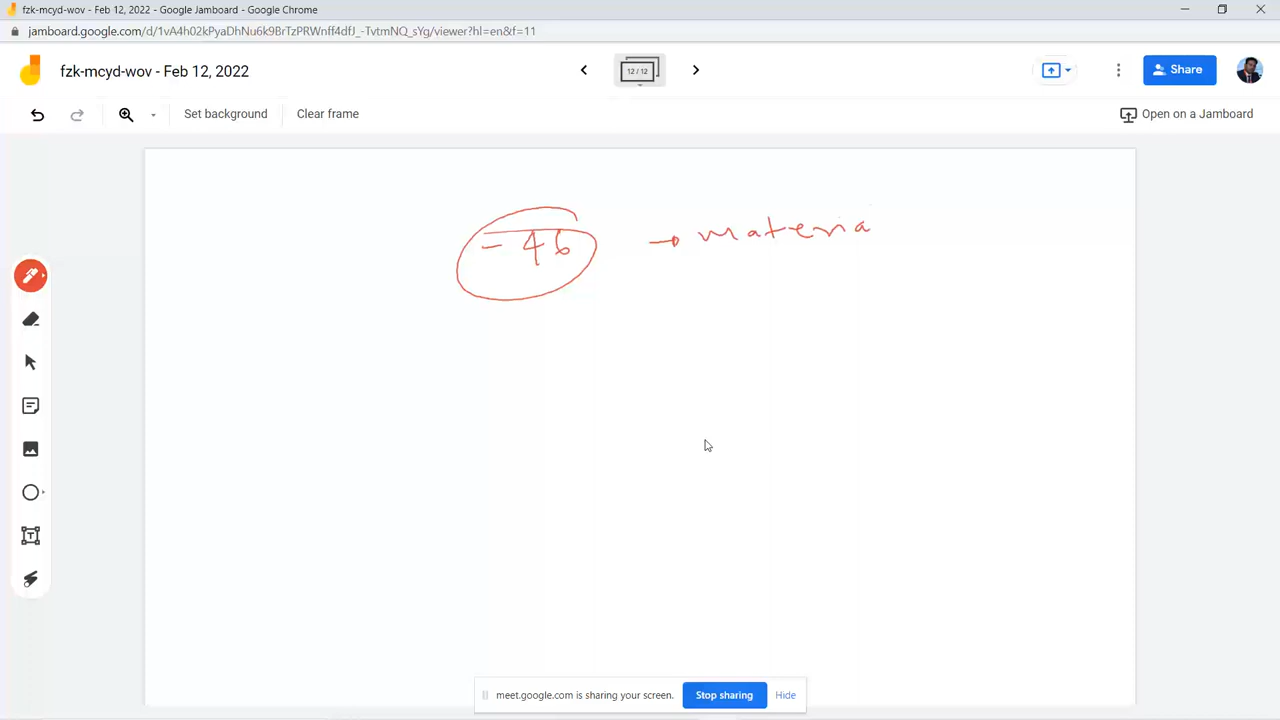 fzk-mcyd-wov - Feb 12, 2022 - Google Jamboard - Google Chrome
jamboard.google.com/d/1vA4h02kPyaDhNu6k9BrTzPRWnff4dfJ_-TvtmNQ_sYg/viewer?hl=en&f=11
fzk-mcyd-wov - Feb 12, 2022
12 / 12
Share
Set background
Clear frame
Open on a Jamboard
- 46 → materia
meet.google.com is sharing your screen. Stop sharing Hide